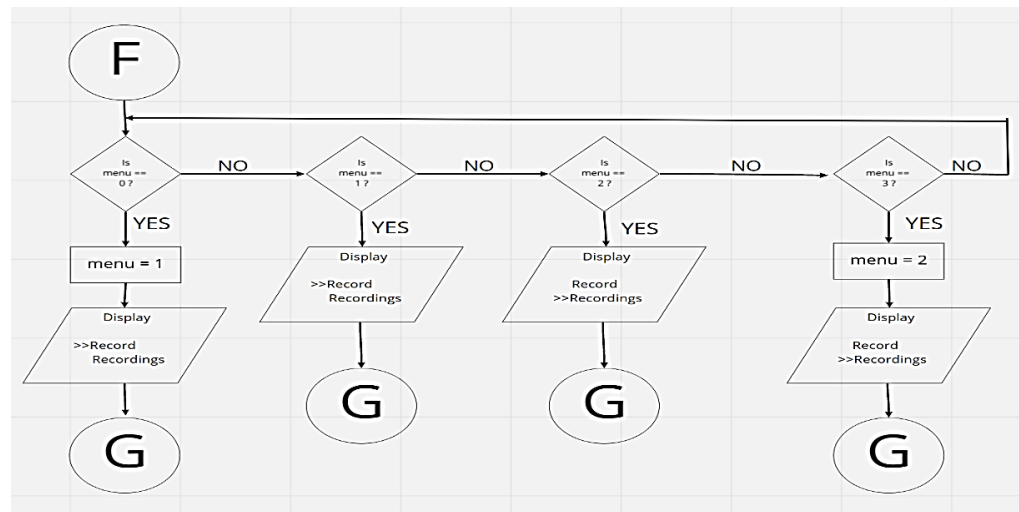 F
Is
menu ==
0 ?
NO
Is
menu ==
1 ?
NO
Is
menu ==
2 ?
NO
Is
menu ==
3 ?
NO
YES
YES
YES
YES
menu = 1
Display
>>Record
Recordings
Display
Record
>>Recordings
menu = 2
Display
>>Record
Recordings
Display
Record
>>Recordings
G
G
G
G